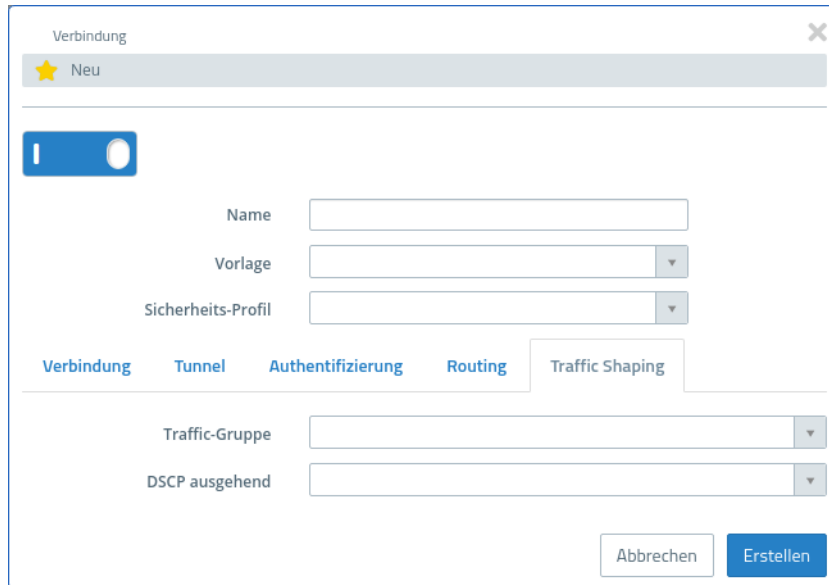 Verbindung
Neu
Name
Vorlage
Sicherheits-Profil
Verbindung Tunnel Authentifizierung Routing Traffic Shaping
Traffic-Gruppe
DSCP ausgehend
Abbrechen Erstellen